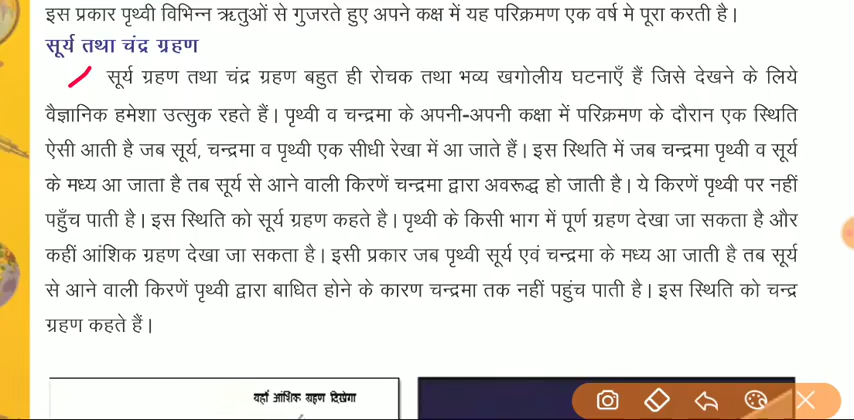 इस प्रकार पृथ्वी विभिन्न ऋतुओं से गुजरते हुए अपने कक्ष में यह परिक्रमण एक वर्ष मे पूरा करती है।
सूर्य तथा चंद्र ग्रहण
सूर्य ग्रहण तथा चंद्र ग्रहण बहुत ही रोचक तथा भव्य खगोलीय घटनाएँ हैं जिसे देखने के लिये
वैज्ञानिक हमेशा उत्सुक रहते हैं। पृथ्वी व चन्द्रमा के अपनी-अपनी कक्षा में परिक्रमण के दौरान एक स्थिति
ऐसी आती है जब सूर्य, चन्द्रमा व पृथ्वी एक सीधी रेखा में आ जाते हैं। इस स्थिति में जब चन्द्रमा पृथ्वी व सूर्य
के मध्य आ जाता है तब सूर्य से आने वाली किरणें चन्द्रमा द्वारा अवरूद्ध हो जाती है। ये किरणें पृथ्वी पर नहीं
पहुँच पाती है। इस स्थिति को सूर्य ग्रहण कहते है। पृथ्वी के किसी भाग में पूर्ण ग्रहण देखा जा सकता है और
कहीं आंशिक ग्रहण देखा जा सकता है। इसी प्रकार जब पृथ्वी सूर्य एवं चन्द्रमा के मध्य आ जाती है तब सूर्य
से आने वाली किरणें पृथ्वी द्वारा बाधित होने के कारण चन्द्रमा तक नहीं पहुंच पाती है। इस स्थिति को चन्द्र
ग्रहण कहते हैं।
यहाँ आंशिक ग्रहण दिखेगा